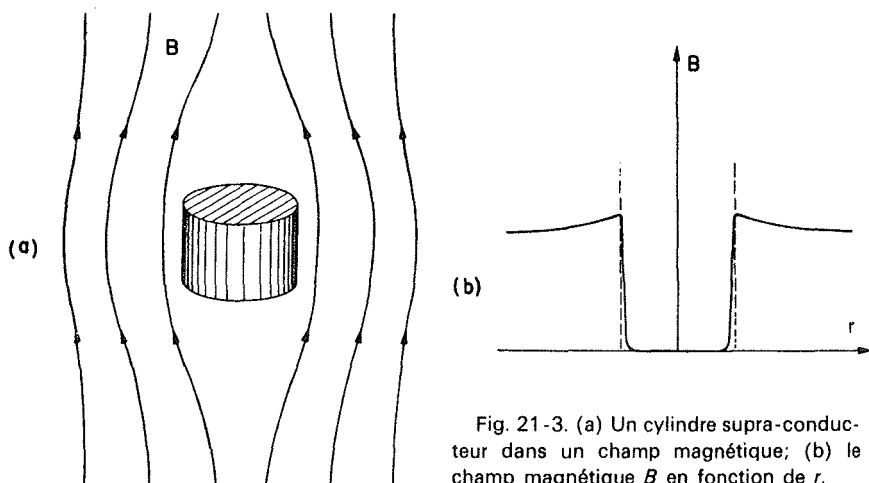 B
(a)
B
(b)
r
Fig. 21-3. (a) Un cylindre supra-conduc-
teur dans un champ magnétique; (b) le
champ magnétique B en fonction de r.